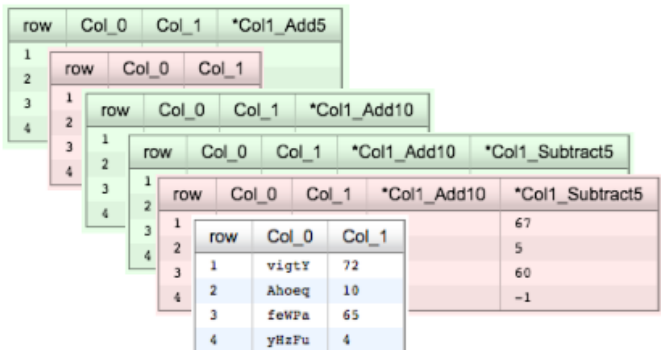 row Col_0 Col_1 *Col1_Add5
1
2
3
4
row Col_0 Col_1
1
2
3
4
row Col_0 Col_1 *Col1_Add10
1
2
3
4
row Col_0 Col_1 *Col1_Add10 *Col1_Subtract5
1
2
3
4
row Col_0 Col_1 *Col1_Add10 *Col1_Subtract5
1 67
2 5
3 60
4 -1
row Col_0 Col_1
1 vigtY 72
2 Ahoeq 10
3 feWPa 65
4 yHzFu 4